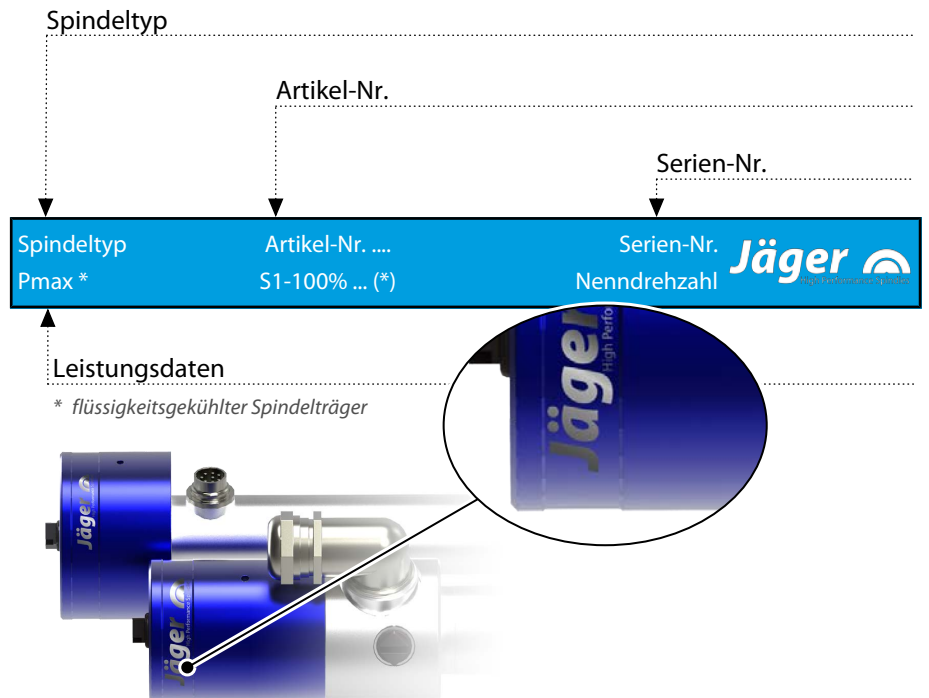 Spindeltyp
Artikel-Nr.
Serien-Nr.
Spindeltyp Artikel-Nr. .... Serien-Nr.
Pmax * S1-100% ... (*) Nenndrehzahl
Jäger
Leistungsdaten
* flüssigkeitsgekühlter Spindelträger
Jäger
High Perfo
Jäger
Jäger